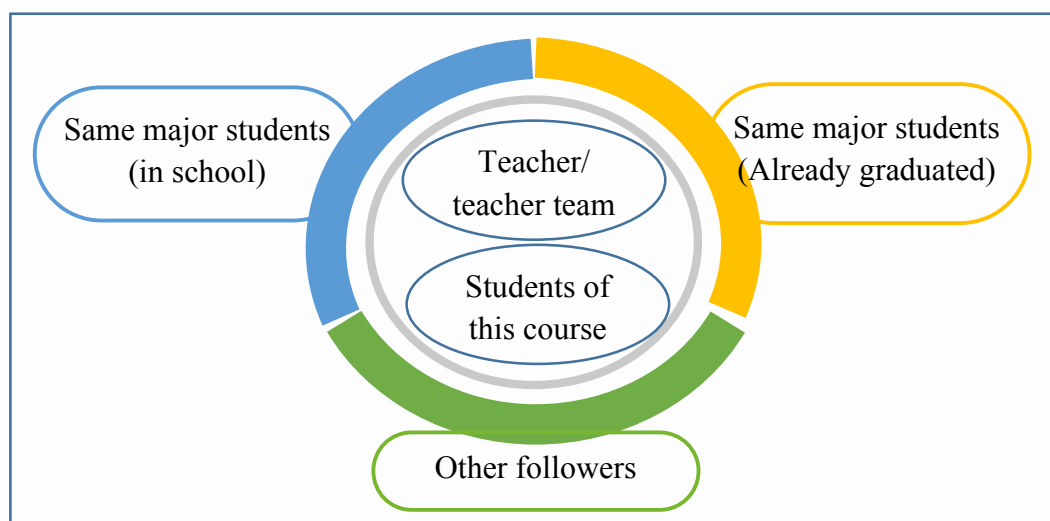 Same major students
(in school)
Teacher/
teacher team
Same major students
(Already graduated)
Students of
this course
Other followers